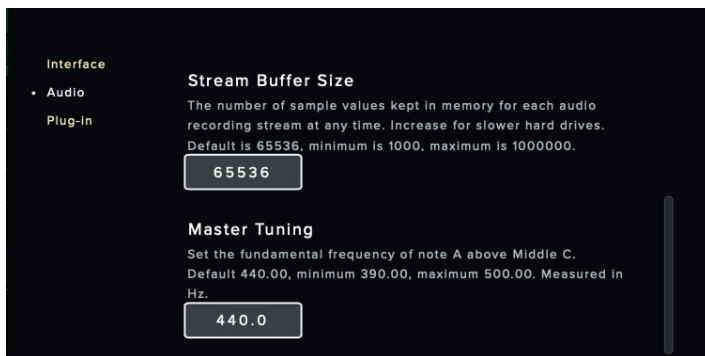 Interface
Audio
Plug-in
Stream Buffer Size
The number of sample values kept in memory for each audio
recording stream at any time. Increase for slower hard drives.
Default is 65536, minimum is 1000, maximum is 1000000.
65536
Master Tuning
Set the fundamental frequency of note A above Middle C.
Default 440.00, minimum 390.00, maximum 500.00. Measured in
Hz.
440.0